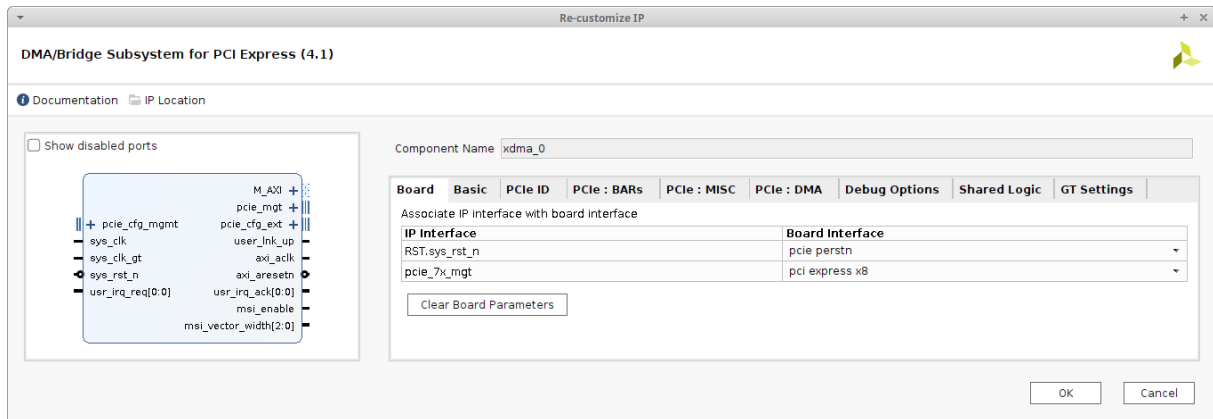 Re-customize IP
DMA/Bridge Subsystem for PCI Express (4.1)
Documentation IP Location
Show disabled ports
M_AXI
pcie_mgt
pcie_cfg_mgmt pcie_cfg_ext
sys_clk user_lnk_up
sys_clk_gt axi_aclk
sys_rst_n axi_aresetn
usr_irq_req[0:0] usr_irq_ack[0:0]
msi_enable
msi_vector_width[2:0]
Component Name xdma_0
Board Basic PCIe ID PCIe : BARs PCIe : MISC PCIe : DMA Debug Options Shared Logic GT Settings
Associate IP interface with board interface
IP Interface Board Interface
RST.sys_rst_n pcie perstn
pcie_7x_mgt pci express x8
Clear Board Parameters
OK Cancel